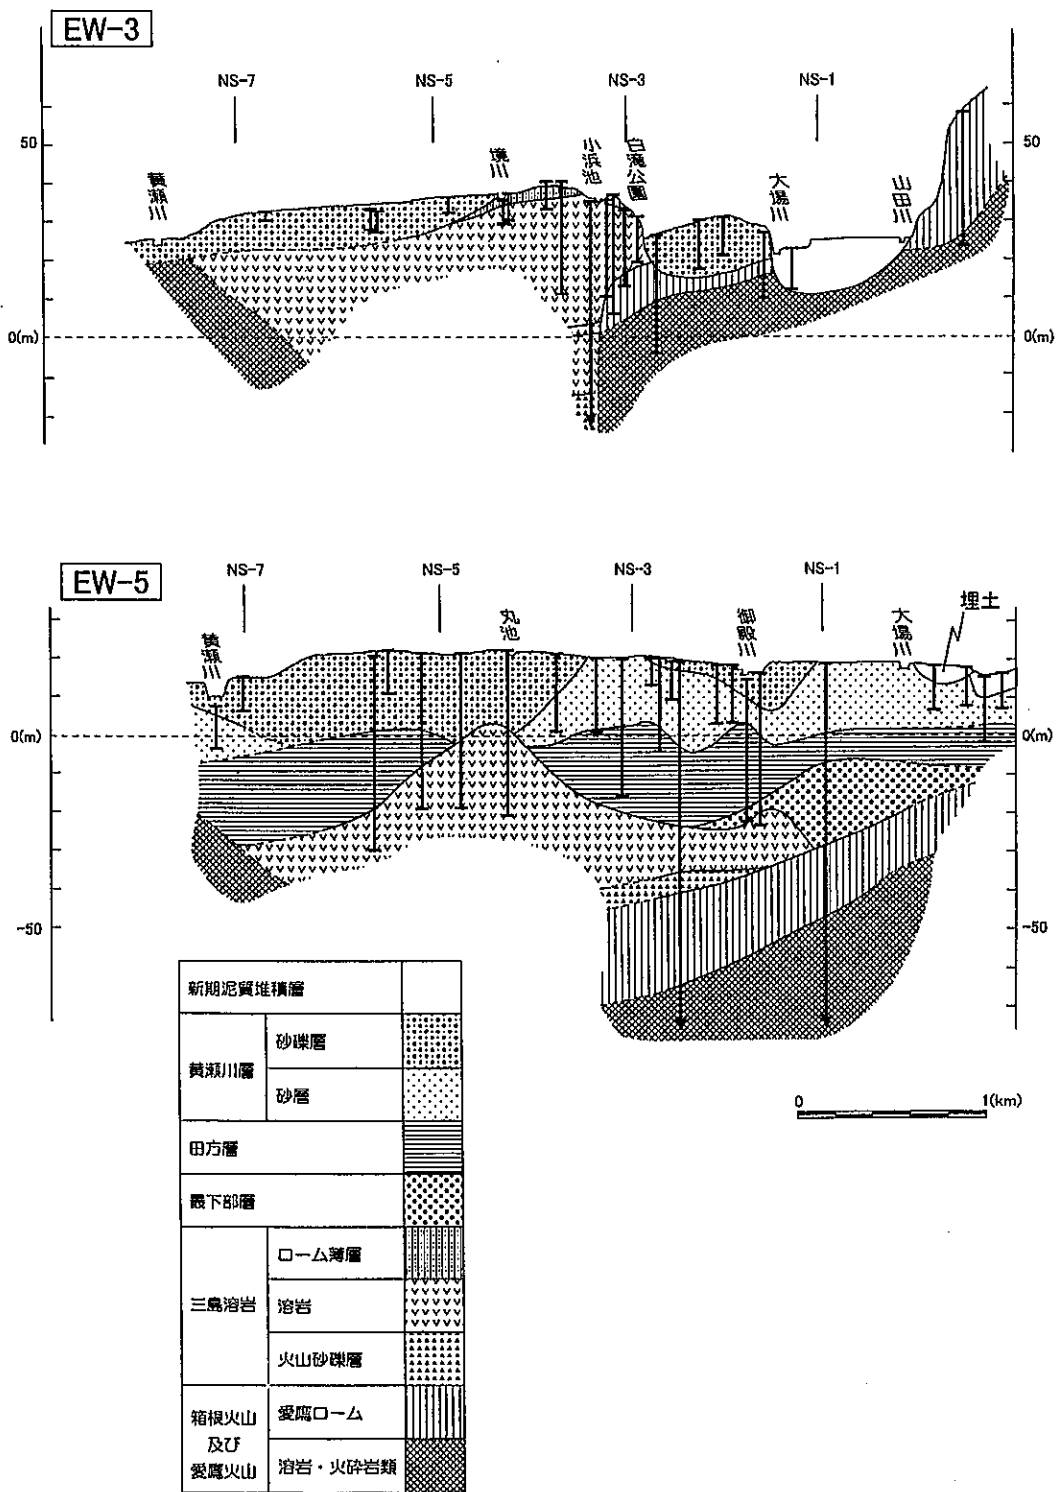 EW-3
NS-7
NS-5
NS-3
NS-1
50
50
黄瀬川
境川
小浜池
白滝公園
大場川
山田川
0(m)
0(m)
EW-5
NS-7
NS-5
NS-3
NS-1
黄瀬川
丸池
御殿川
大場川
埋土
0(m)
0(m)
-50
-50
新期泥質堆積層
黄瀬川層
砂礫層
砂層
田方層
最下部層
三島溶岩
ローム薄層
溶岩
火山砂礫層
箱根火山
及び
愛鷹火山
愛鷹ローム
溶岩・火砕岩類
0
1(km)